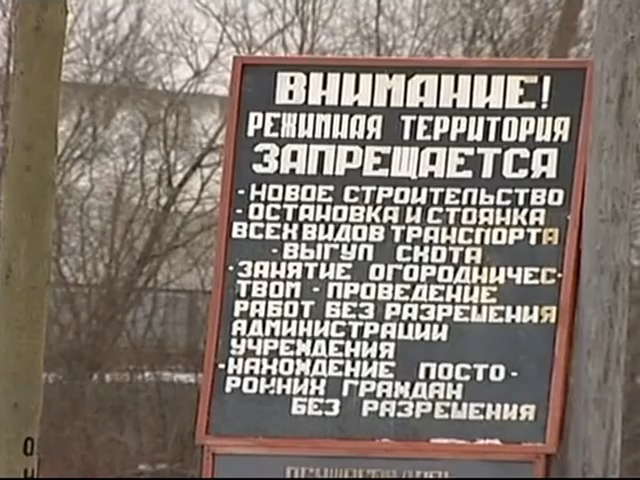 ВНИМАНИЕ!
РЕЖИМНАЯ ТЕРРИТОРИЯ
ЗАПРЕЩАЕТСЯ
- НОВОЕ СТРОИТЕЛЬСТВО
- ОСТАНОВКА И СТОЯНКА
ВСЕХ ВИДОВ ТРАНСПОРТА
- ВЫГУЛ СКОТА
- ЗАНЯТИЕ ОГОРОДНИЧЕС-
ТВОМ - ПРОВЕДЕНИЕ
РАБОТ БЕЗ РАЗРЕШЕНИЯ
АДМИНИСТРАЦИИ
УЧРЕЖДЕНИЯ
- НАХОЖДЕНИЕ ПОСТО-
РОННИХ ГРАЖДАН
БЕЗ РАЗРЕШЕНИЯ
О
Н